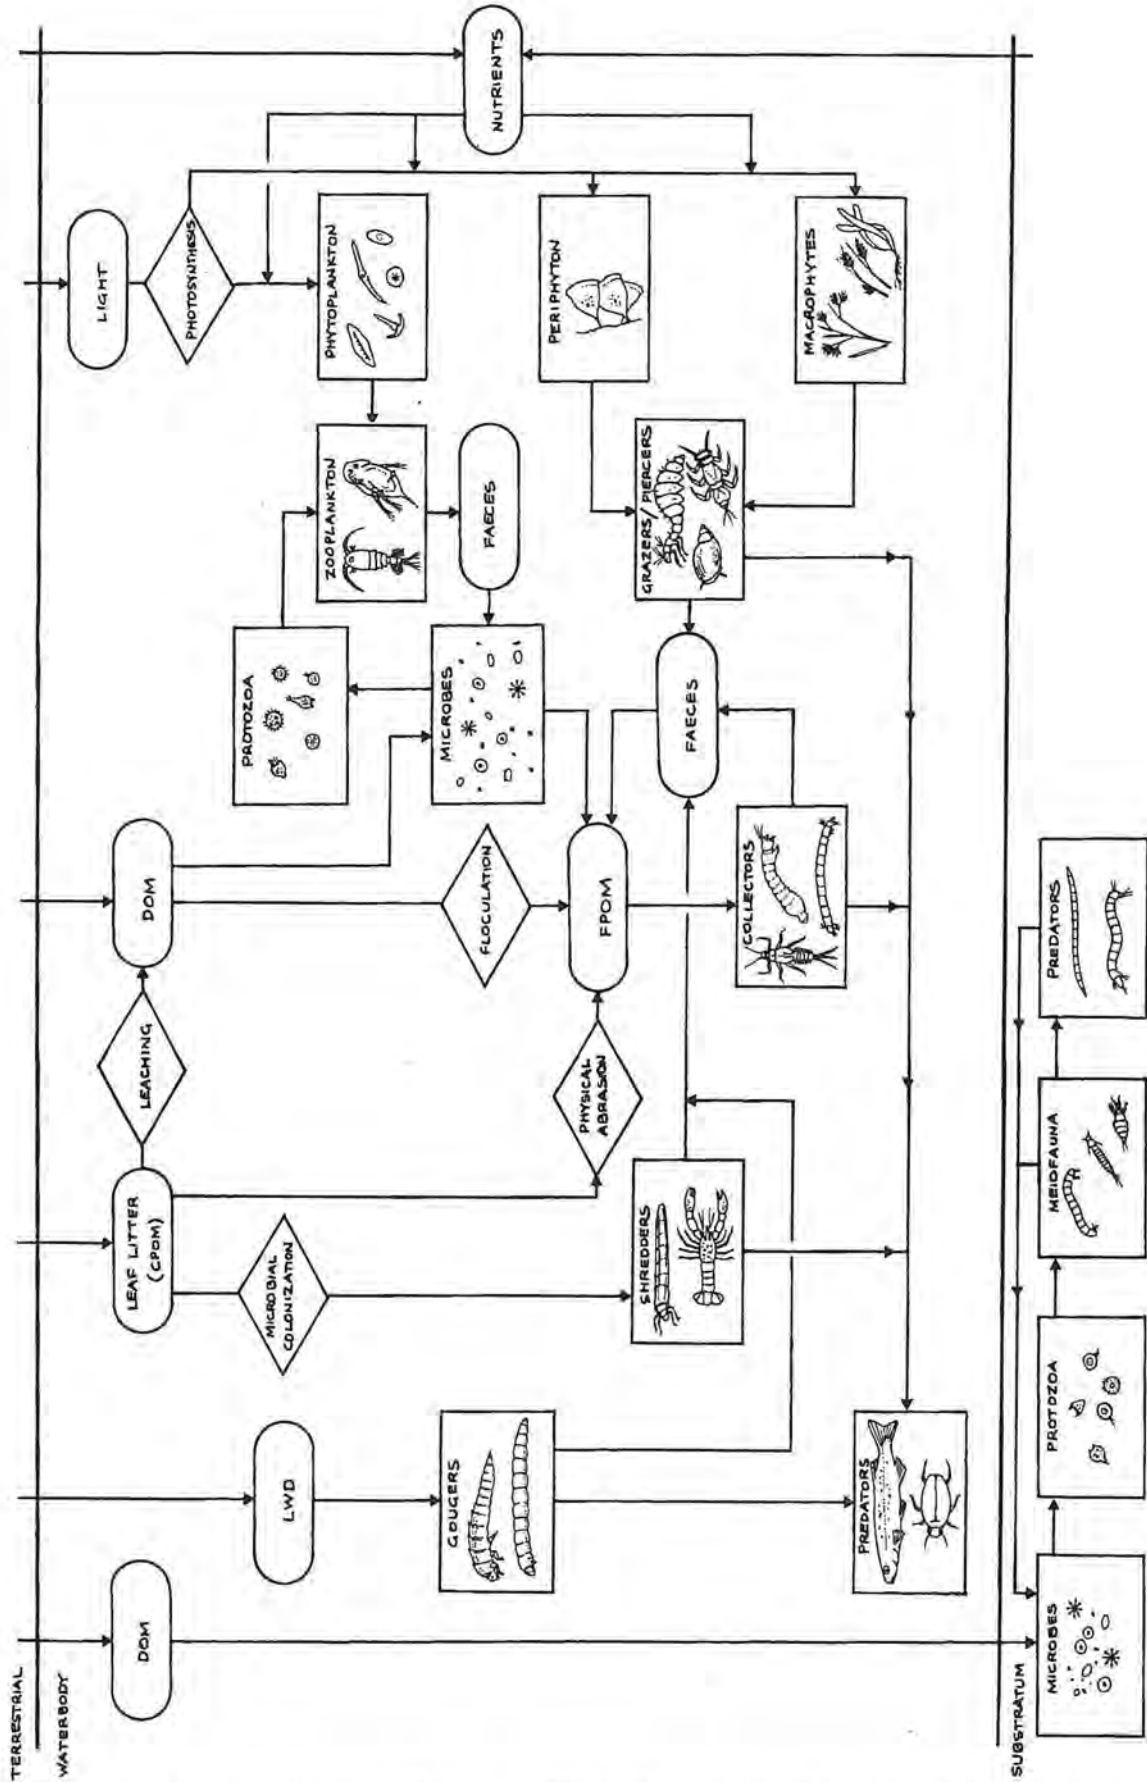 TERRESTRIAL
WATERBODY
DOM
LWD
LEAF LITTER
(CPOM)
LEACHING
DOM
LIGHT
PHOTOSYNTHESIS
NUTRIENTS
MICROBIAL
COLONIZATION
PROTOZOA
ZOOPLANKTON
PHYTOPLANKTON
GOUGERS
FLOCULATION
MICROBES
FAECES
PHYSICAL
ABRASION
FPOM
PERIPHYTON
SHREDDERS
FAECES
GRAZERS/PIERCERS
COLLECTORS
MACROPHYTES
PREDATORS
SUBSTRATUM
MICROBES
PROTOZOA
MEIOFAUNA
PREDATORS